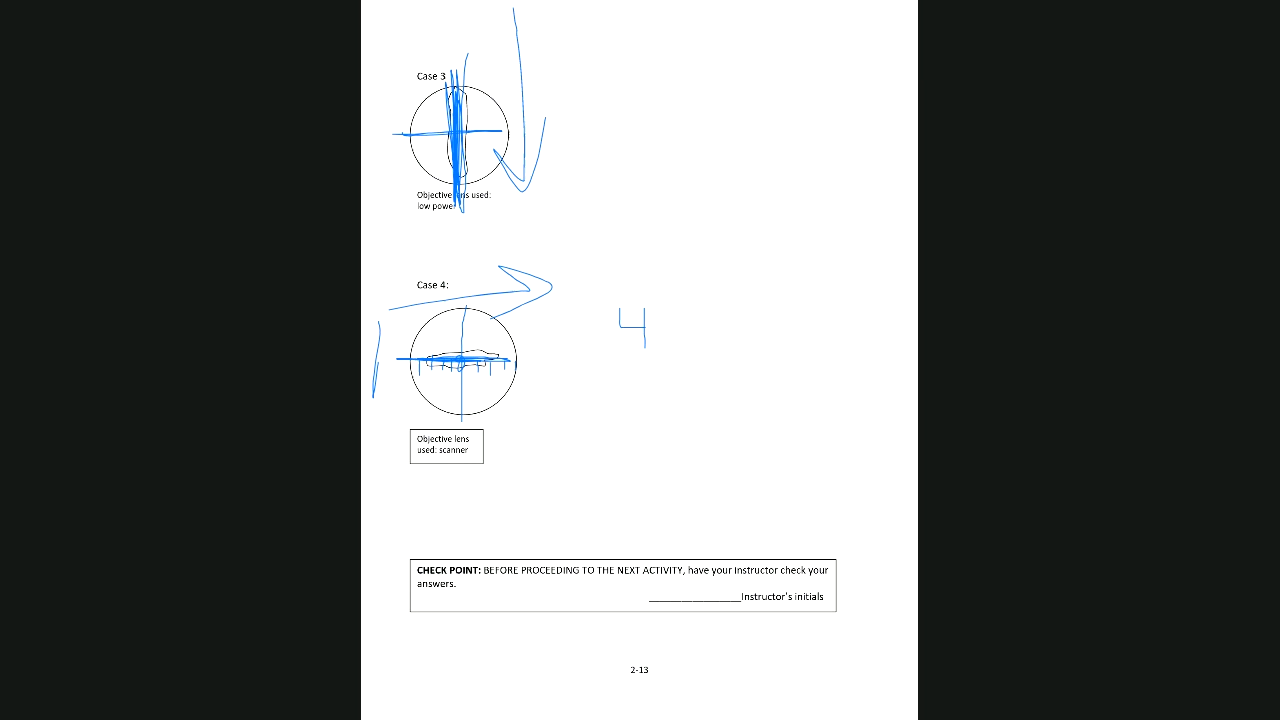 Case 3
Objective lens used:
low power
Case 4:
4
Objective lens
used: scanner
CHECK POINT: BEFORE PROCEEDING TO THE NEXT ACTIVITY, have your instructor check your
answers.
__________________Instructor's initials
2-13